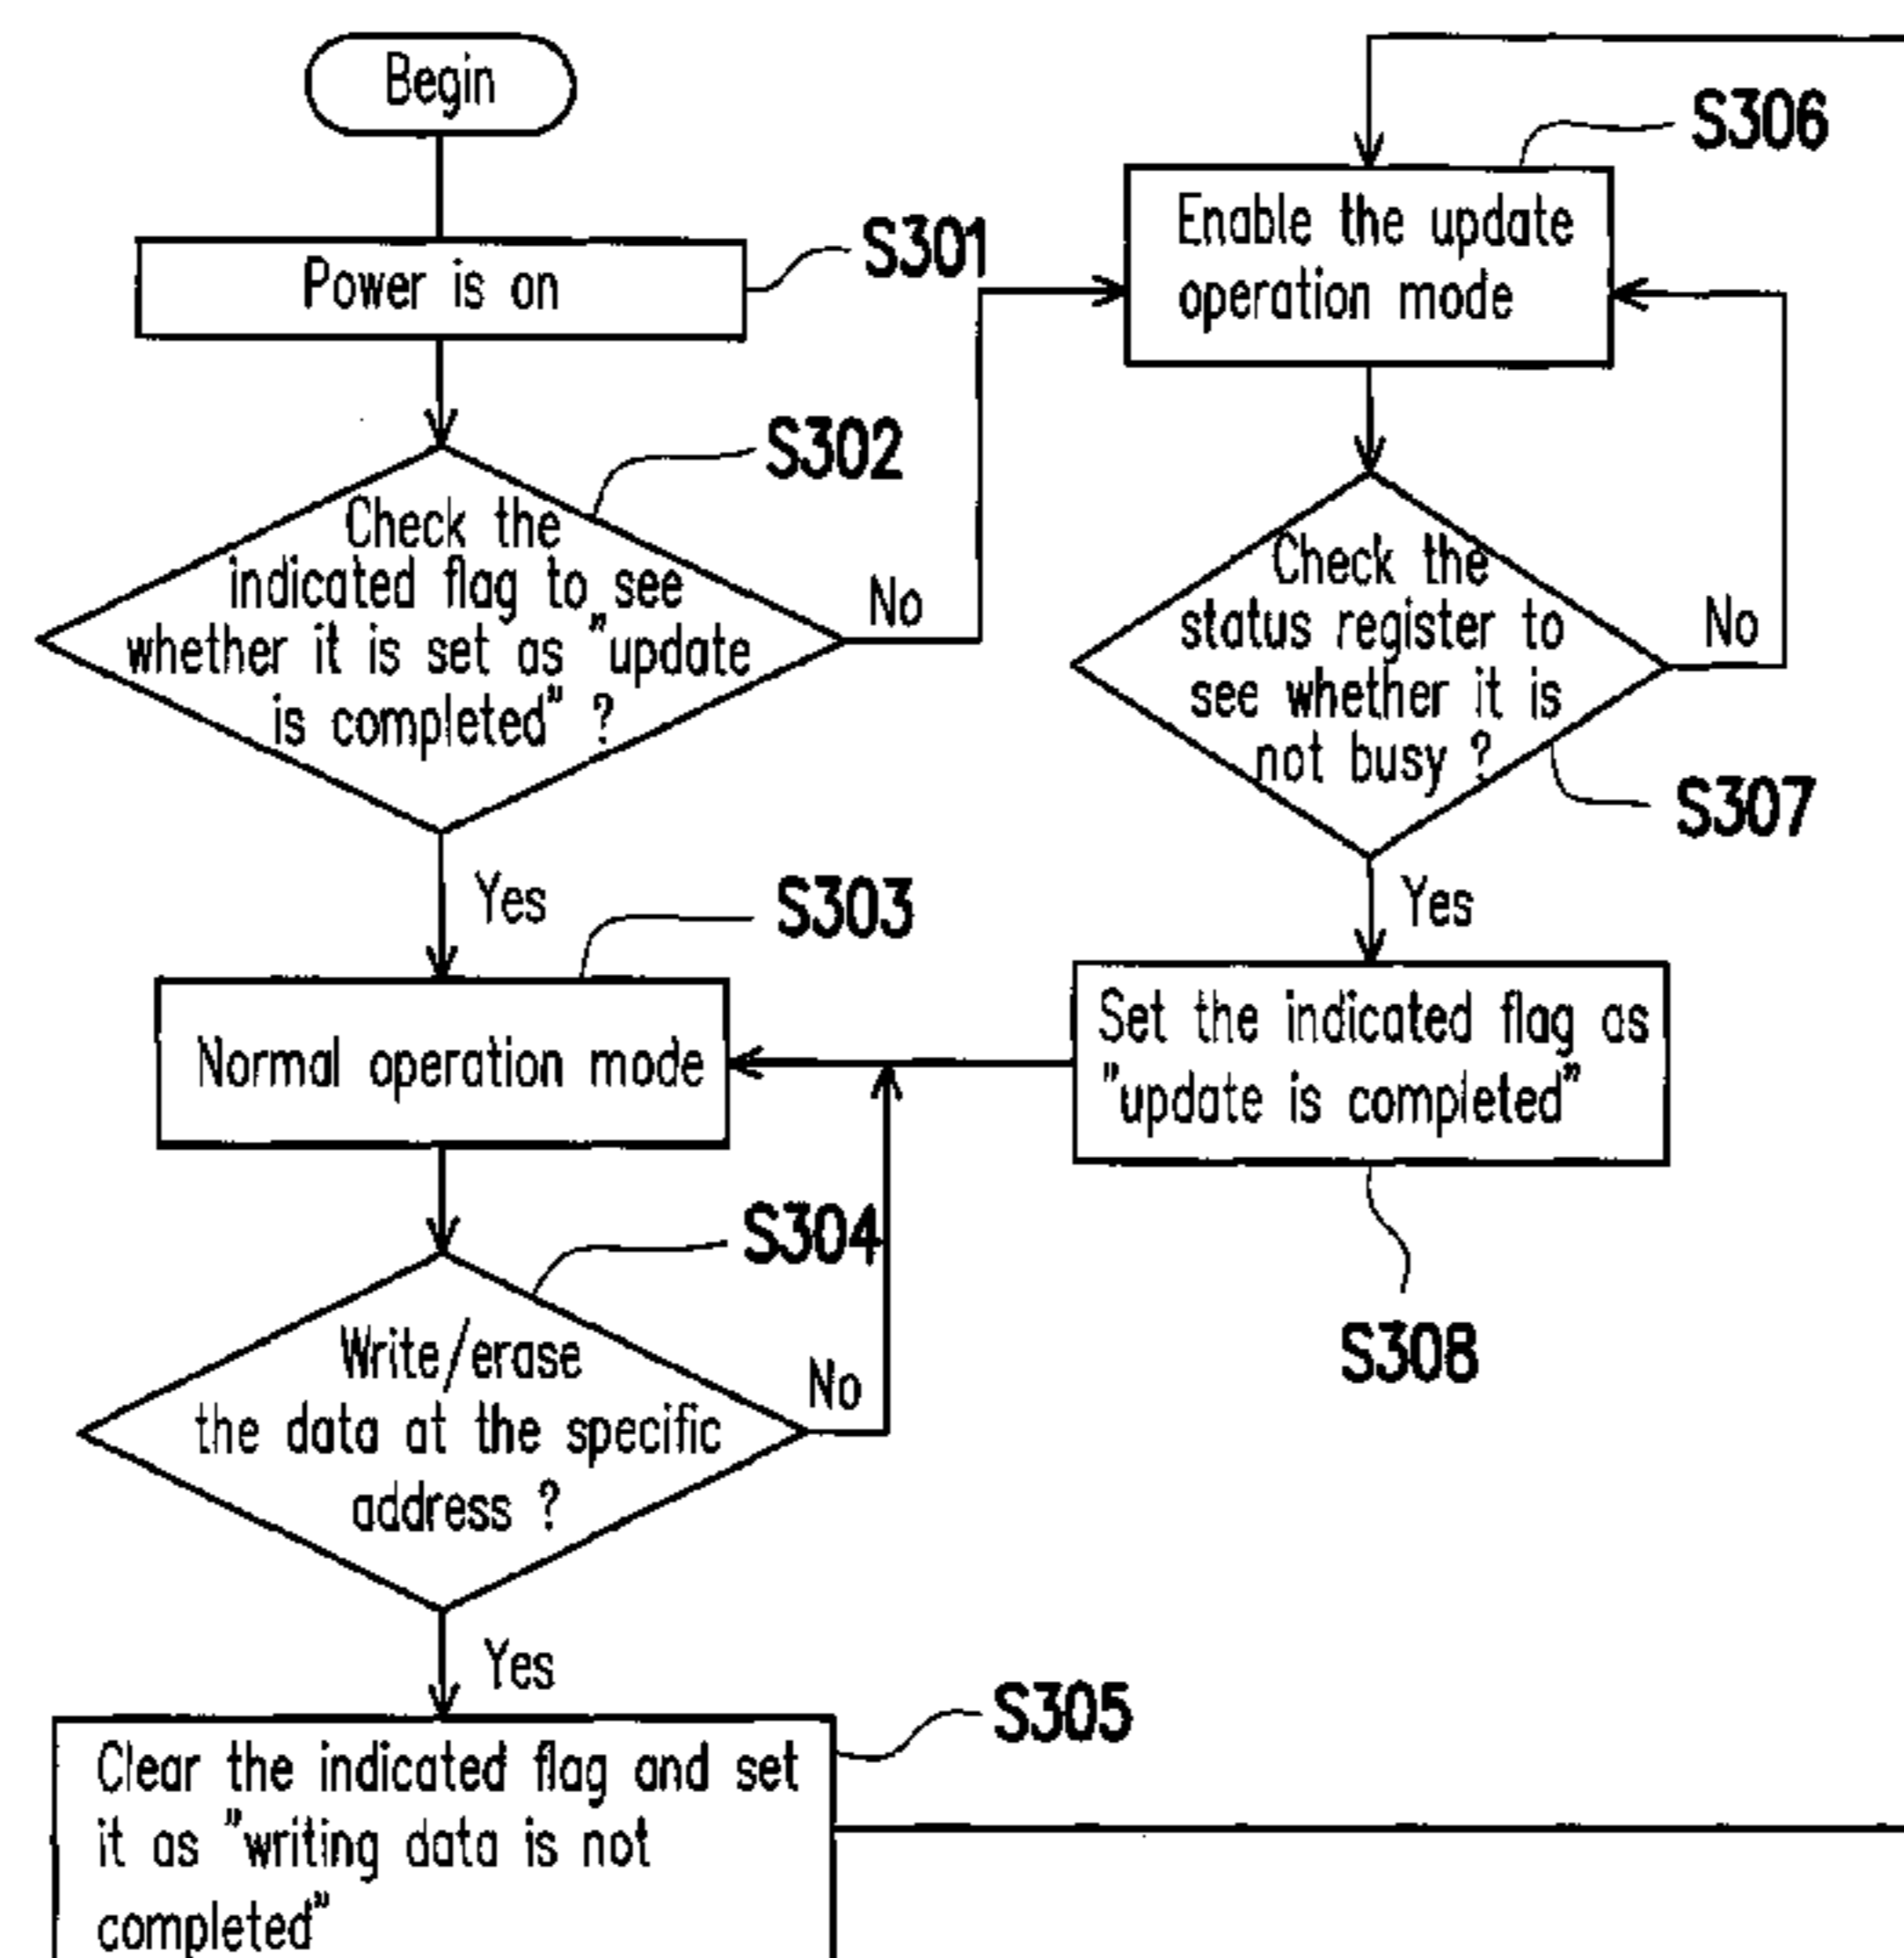 Begin
Power is on
S301
Check the
indicated flag to see
whether it is set as "update
is completed" ?
S302
No
Yes
S303
Normal operation mode
S304
Write/erase
the data at the specific
address ?
No
Yes
S305
Clear the indicated flag and set
it as "writing data is not
completed"
S306
Enable the update
operation mode
Check the
status register to
see whether it is
not busy ?
No
S307
Yes
Set the indicated flag as
"update is completed"
S308